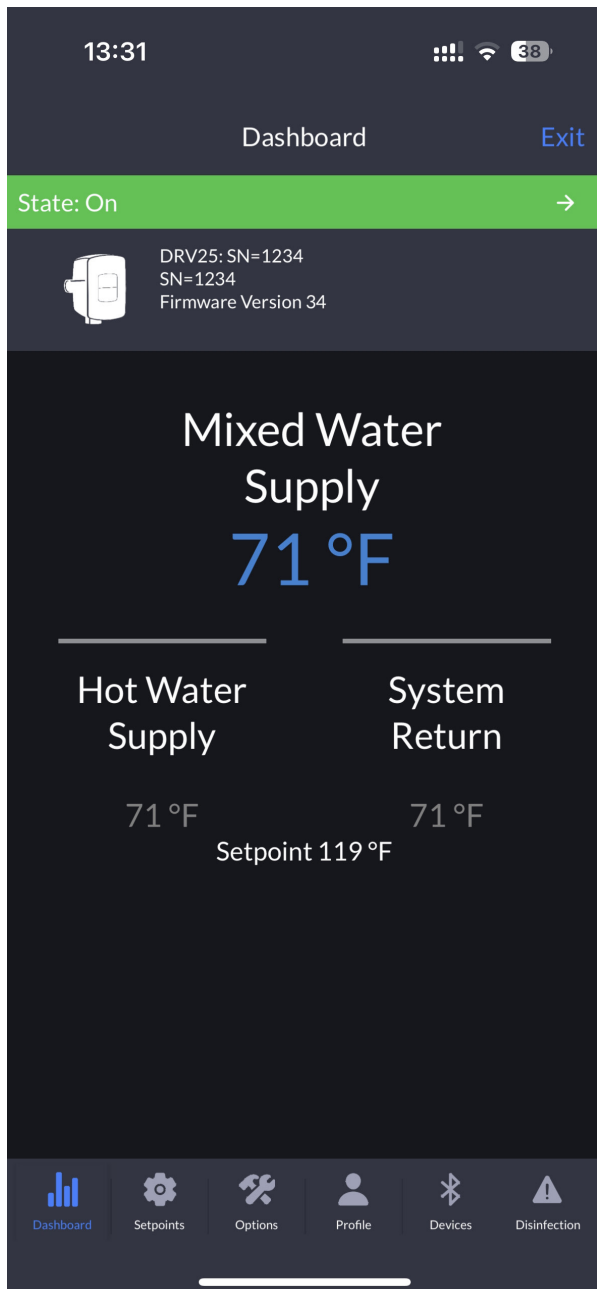 13:31
38
Dashboard
Exit
State: On
DRV25: SN=1234
SN=1234
Firmware Version 34
Mixed Water
Supply
71 °F
Hot Water
Supply
System
Return
71 °F
71 °F
Setpoint 119 °F
Dashboard
Setpoints
Options
Profile
Devices
Disinfection